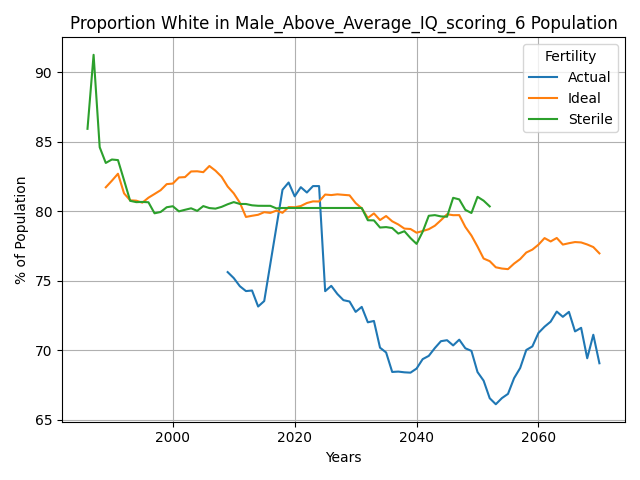 Proportion White in Male_Above_Average_IQ_scoring_6 Population
Fertility
Actual
Ideal
Sterile
% of Population
90
85
80
75
70
65
2000
2020
2040
2060
Years